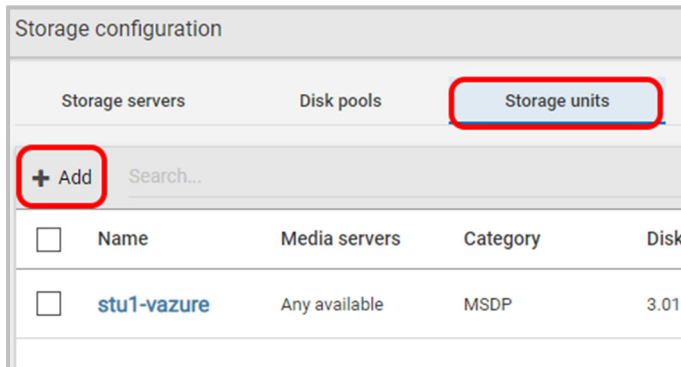 Storage configuration
Storage servers Disk pools Storage units
+ Add Search...
Name Media servers Category Disk
stu1-vazure Any available MSDP 3.01